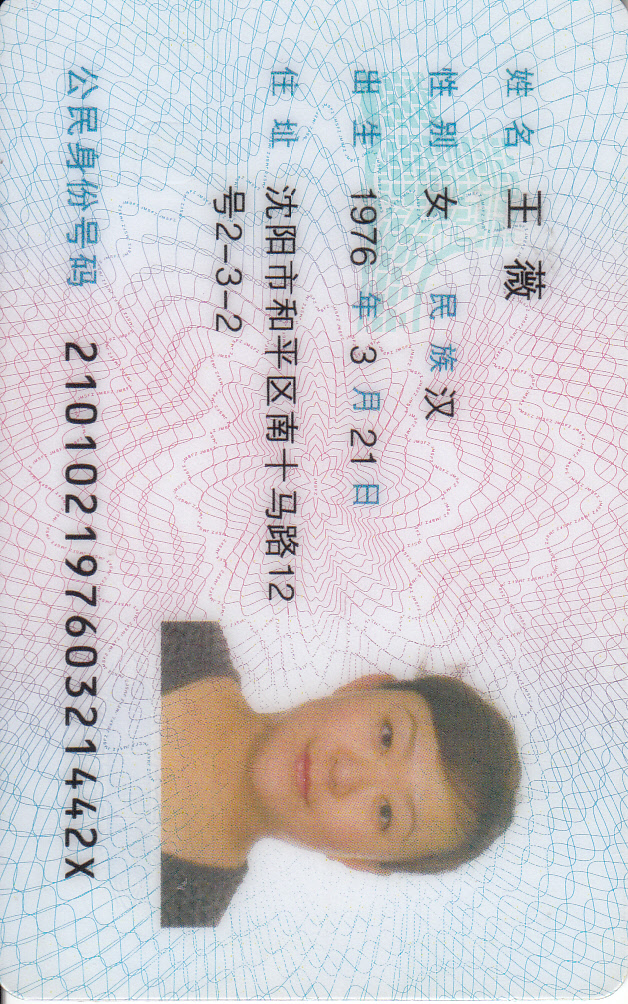 姓名 王薇
性别 女 民族 汉
出生 1976 年 3 月 21 日
住址 沈阳市和平区南十马路12
号2-3-2
公民身份号码 21010219760321442X